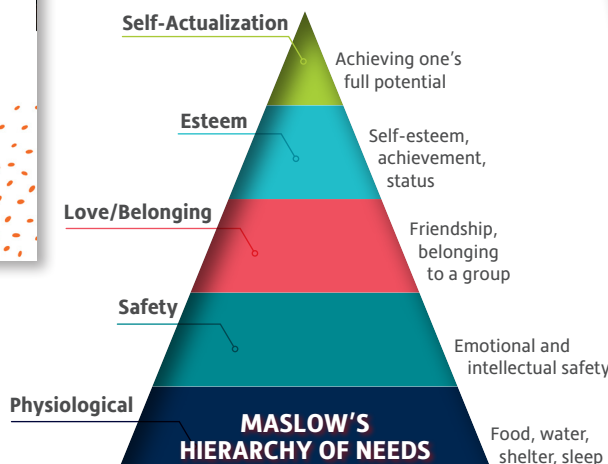 Self-Actualization
Achieving one's
full potential
Esteem
Self-esteem,
achievement,
status
Love/Belonging
Friendship,
belonging
to a group
Safety
Emotional and
intellectual safety
Physiological
MASLOW'S
HIERARCHY OF NEEDS
Food, water,
shelter, sleep